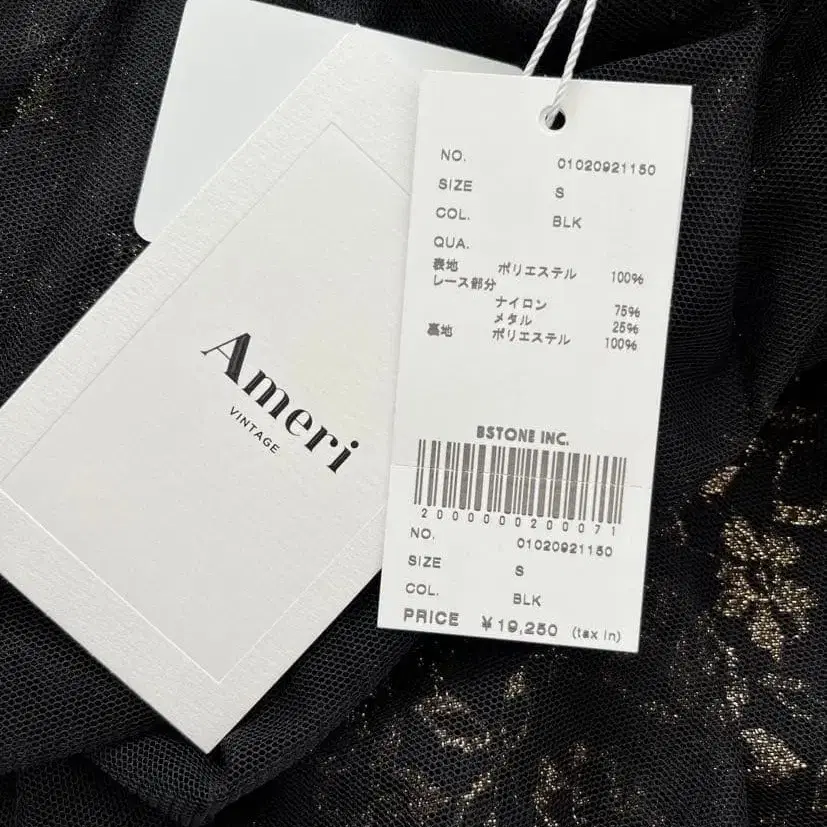 Ameri
VINTAGE
NO. 01020921150
SIZE S
COL. BLK
QUA.
表地 ポリエステル 100%
レース部分
ナイロン 75%
メタル 25%
裏地 ポリエステル 100%
BSTONE INC.
2000000200071
NO. 01020921150
SIZE S
COL. BLK
PRICE ¥19,250 (tax in)